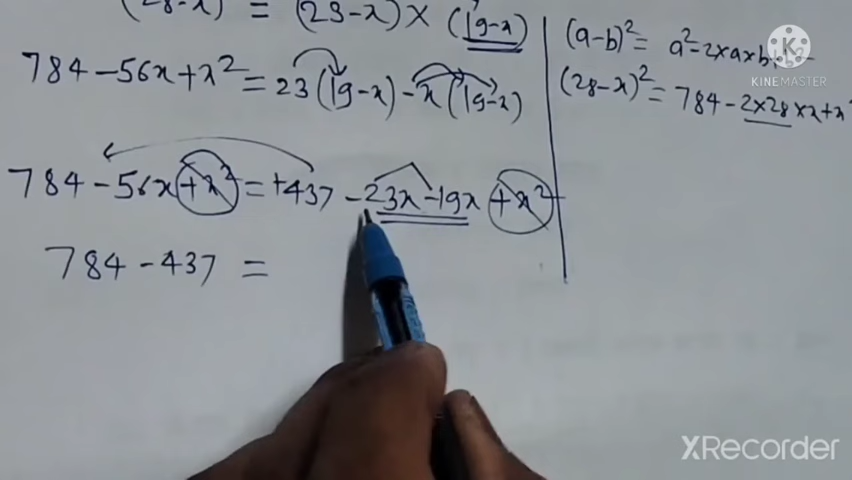 (28-x) = (23-x) × (19-x)
784 - 56x + x² = 23(19-x) - x(19-x)
784 - 56x + x² = +437 - 23x - 19x + x²
784 - 437 =
(a-b)² = a² - 2×a×b+
(28-x)² = 784 - 2×28×x+x
KINEMASTER
XRecorder